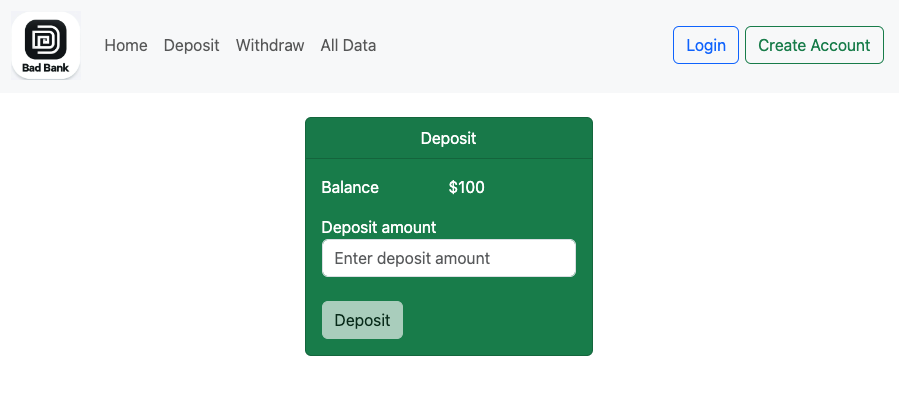 Bad Bank
Home Deposit Withdraw All Data Login Create Account
Deposit
Balance $100
Deposit amount
Enter deposit amount
Deposit